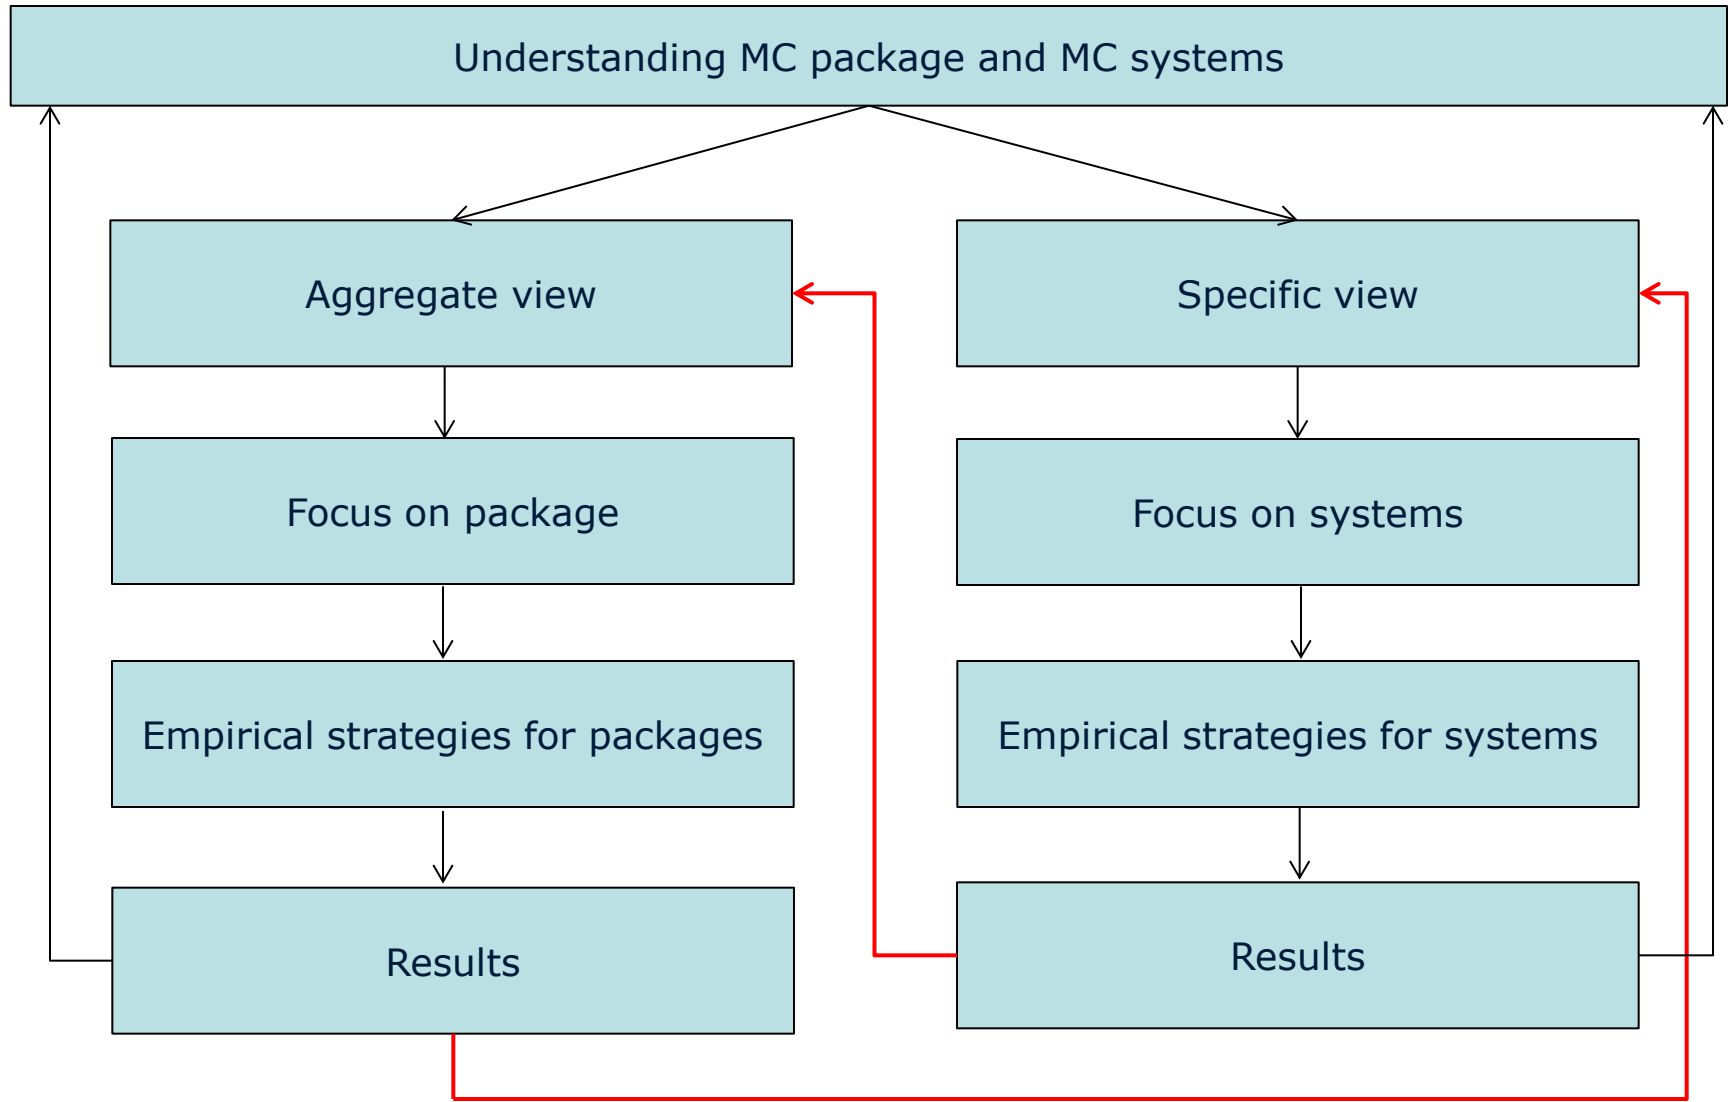 Understanding MC package and MC systems
Aggregate view
Specific view
Focus on package
Focus on systems
Empirical strategies for packages
Empirical strategies for systems
Results
Results